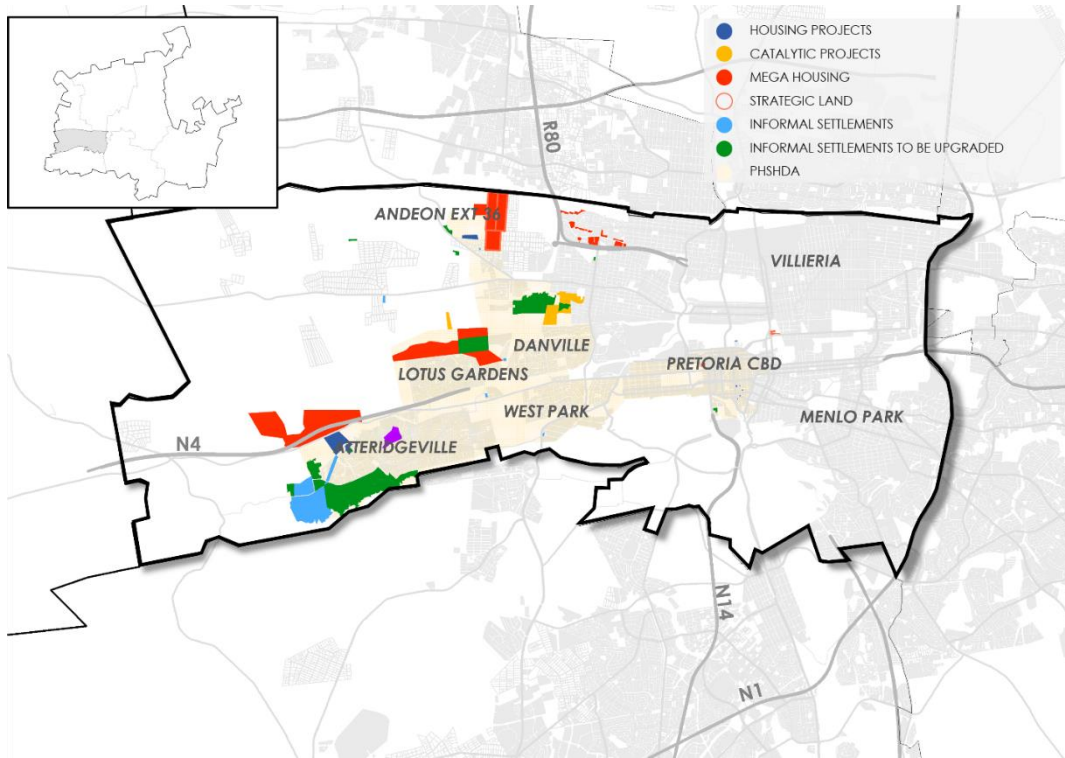 HOUSING PROJECTS
CATALYTIC PROJECTS
MEGA HOUSING
STRATEGIC LAND
INFORMAL SETTLEMENTS
INFORMAL SETTLEMENTS TO BE UPGRADED
PHSHDA
R80
ANDEON EXT 36
VILLIERIA
DANVILLE
PRETORIA CBD
LOTUS GARDENS
WEST PARK
MENLO PARK
N4
TTERIDGEVILLE
N14
N1